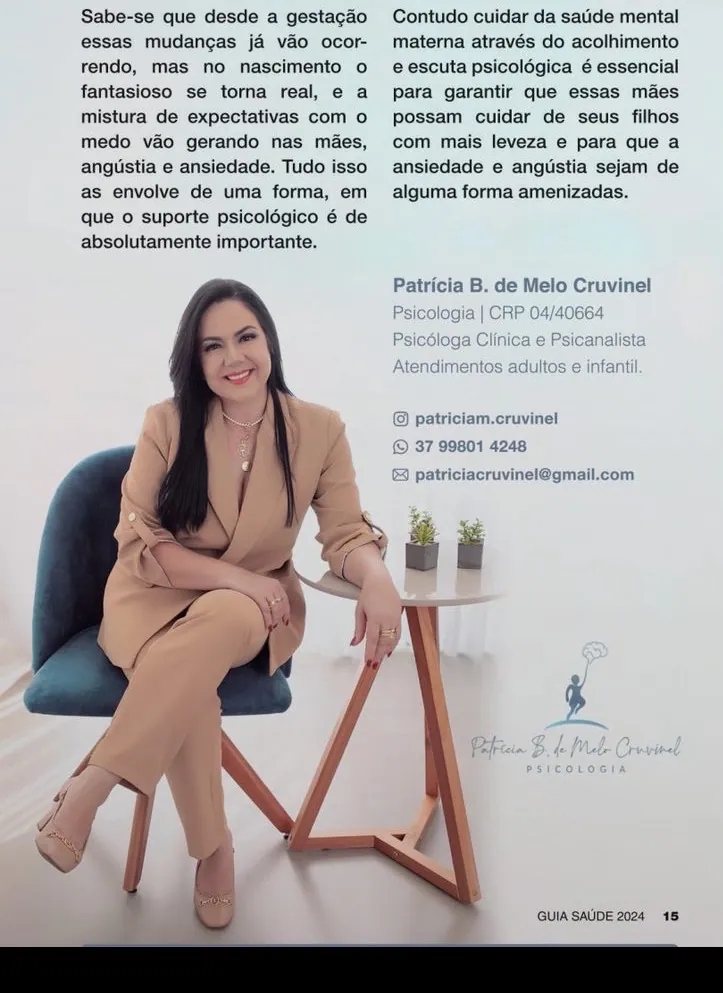 Sabe-se que desde a gestação
essas mudanças já vão ocor-
rendo, mas no nascimento o
fantasioso se torna real, e a
mistura de expectativas com o
medo vão gerando nas mães,
angústia e ansiedade. Tudo isso
as envolve de uma forma, em
que o suporte psicológico é de
absolutamente importante.
Contudo cuidar da saúde mental
materna através do acolhimento
e escuta psicológica é essencial
para garantir que essas mães
possam cuidar de seus filhos
com mais leveza e para que a
ansiedade e angústia sejam de
alguma forma amenizadas.
Patrícia B. de Melo Cruvinel
Psicologia | CRP 04/40664
Psicóloga Clínica e Psicanalista
Atendimentos adultos e infantil.
patriciam.cruvinel
37 99801 4248
patriciacruvinel@gmail.com
Patrícia B. de Melo Cruvinel
PSICOLOGIA
GUIA SAÚDE 2024 15